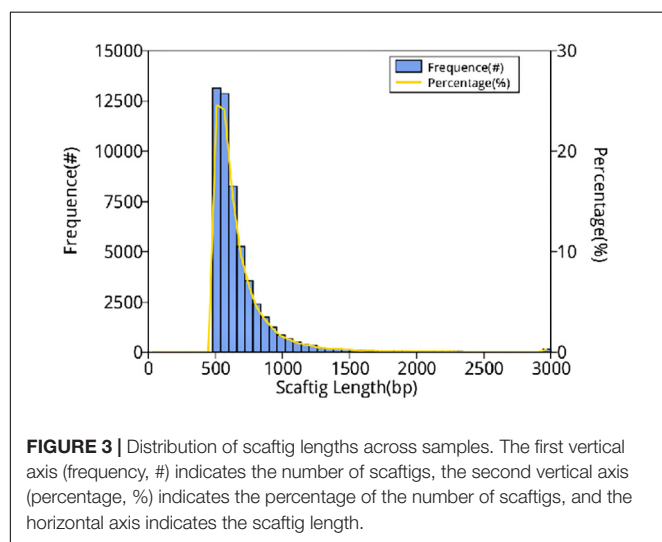 15000
12500
10000
7500
5000
2500
0
Frequence(#)
30
20
10
0
Percentage(%)
Frequence(#)
Percentage(%)
0 500 1000 1500 2000 2500 3000
Scaftig Length(bp)
FIGURE 3 | Distribution of scaftig lengths across samples. The first vertical
axis (frequency, #) indicates the number of scaftigs, the second vertical axis
(percentage, %) indicates the percentage of the number of scaftigs, and the
horizontal axis indicates the scaftig length.